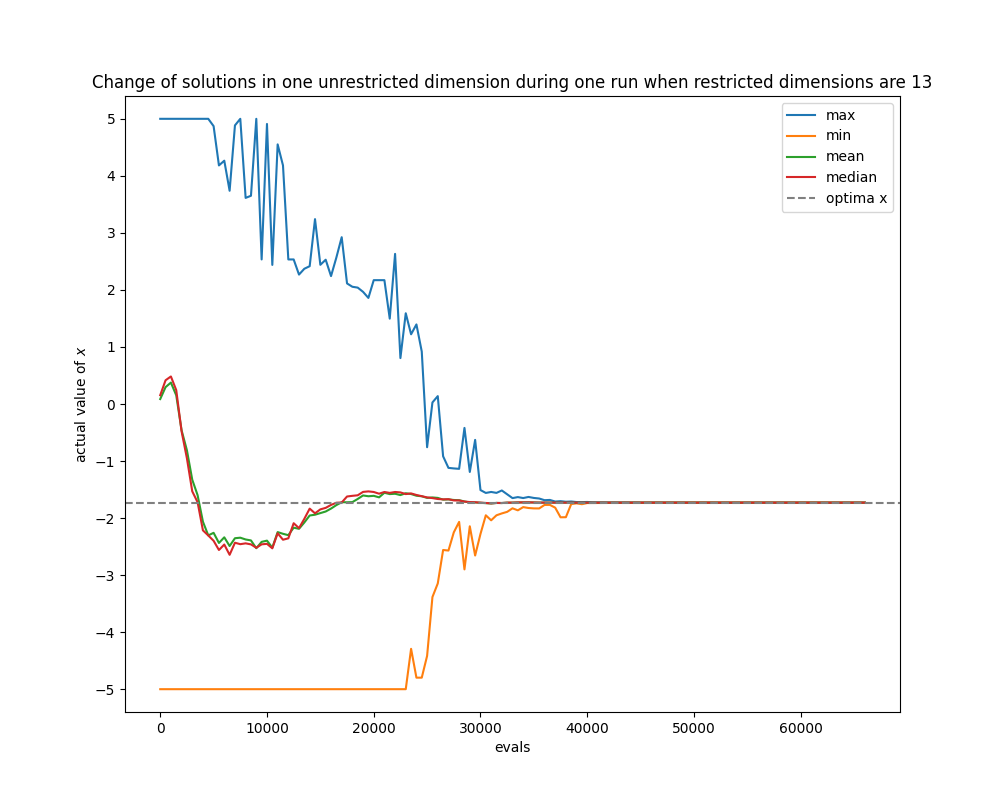 Change of solutions in one unrestricted dimension during one run when restricted dimensions are 13
max
min
mean
median
optima x
actual value of x
5
4
3
2
1
0
−1
−2
−3
−4
−5
0
10000
20000
30000
40000
50000
60000
evals